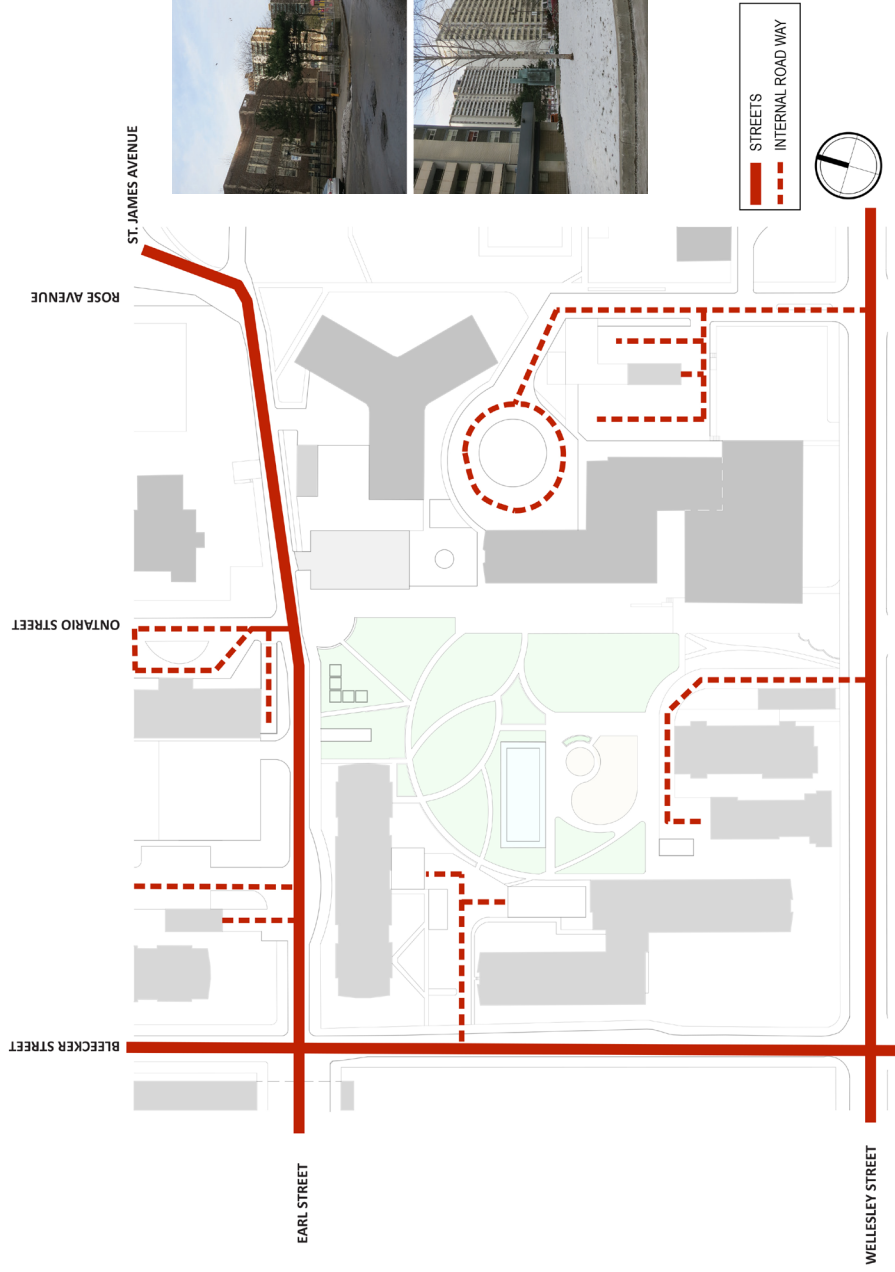 ST. JAMES AVENUE
ROSE AVENUE
ONTARIO STREET
BLEECKER STREET
EARL STREET
WELLESLEY STREET
STREETS
INTERNAL ROAD WAY